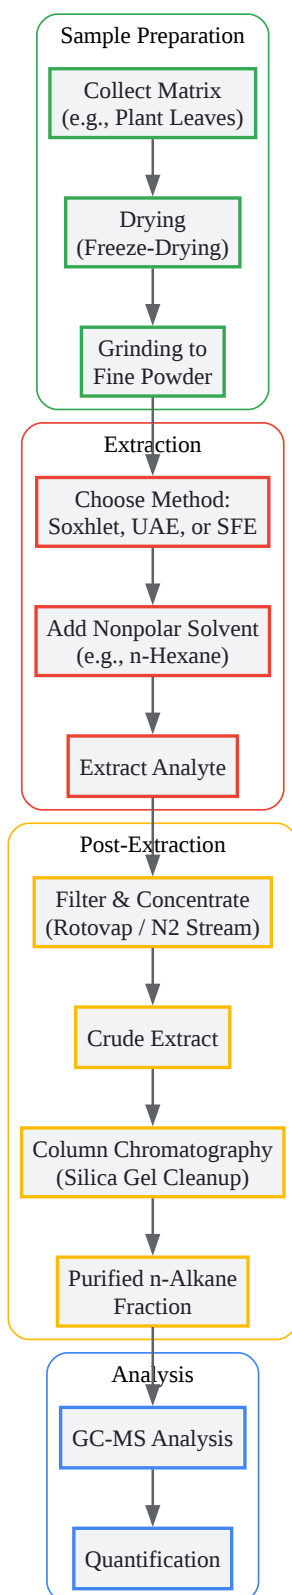 Sample Preparation
Collect Matrix
(e.g., Plant Leaves)
Drying
(Freeze-Drying)
Grinding to
Fine Powder
Extraction
Choose Method:
Soxhlet, UAE, or SFE
Add Nonpolar Solvent
(e.g., n-Hexane)
Extract Analyte
Post-Extraction
Filter & Concentrate
(Rotovap / N2 Stream)
Crude Extract
Column Chromatography
(Silica Gel Cleanup)
Purified n-Alkane
Fraction
Analysis
GC-MS Analysis
Quantification